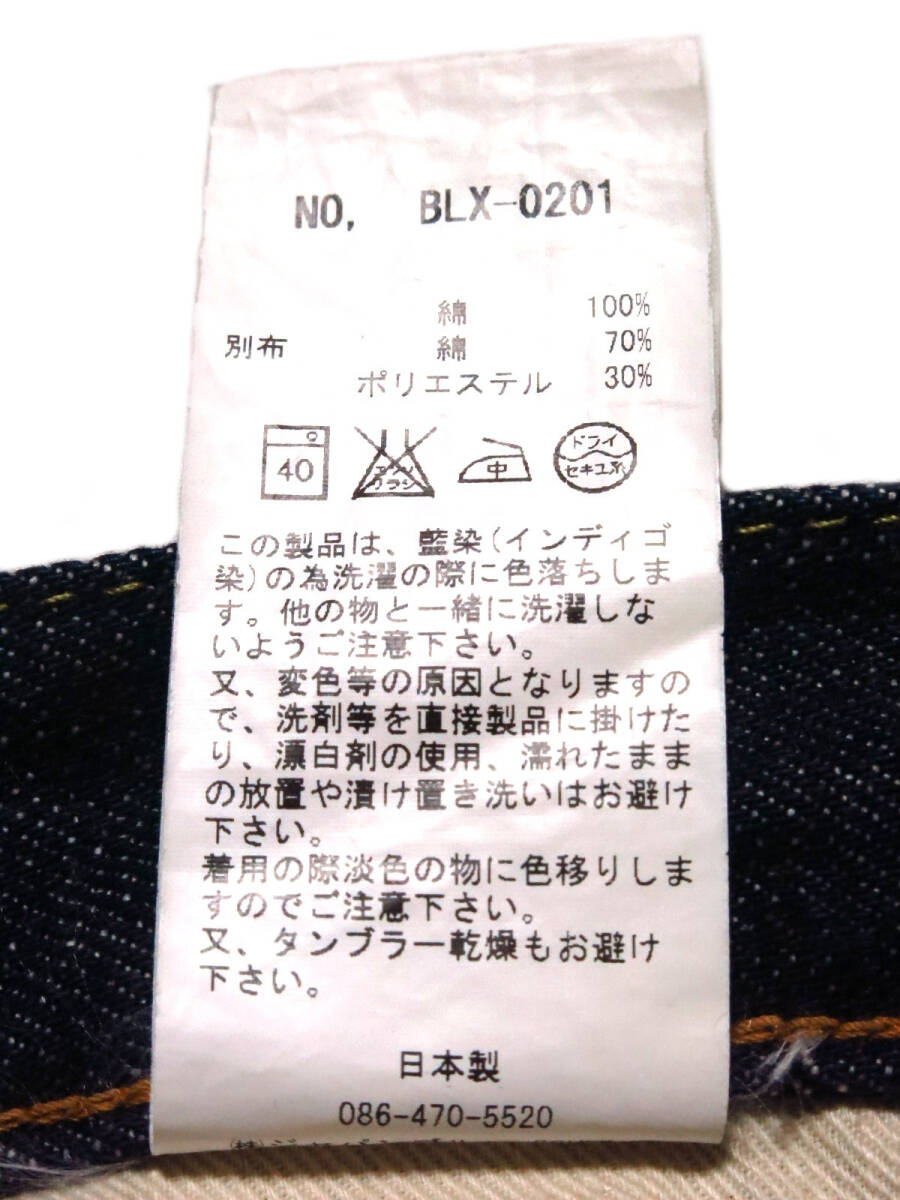 NO, BLX-0201
綿 100%
別布 綿 70%
ポリエステル 30%
40 エンソサラシ 中 ドライ セキユ系
この製品は、藍染(インディゴ
染)の為洗濯の際に色落ちしま
す。他の物と一緒に洗濯しな
いようご注意下さい。
又、変色等の原因となりますの
で、洗剤等を直接製品に掛けた
り、漂白剤の使用、濡れたまま
の放置や漬け置き洗いはお避け
下さい。
着用の際淡色の物に色移りしま
すのでご注意下さい。
又、タンブラー乾燥もお避け
下さい。
日本製
086-470-5520